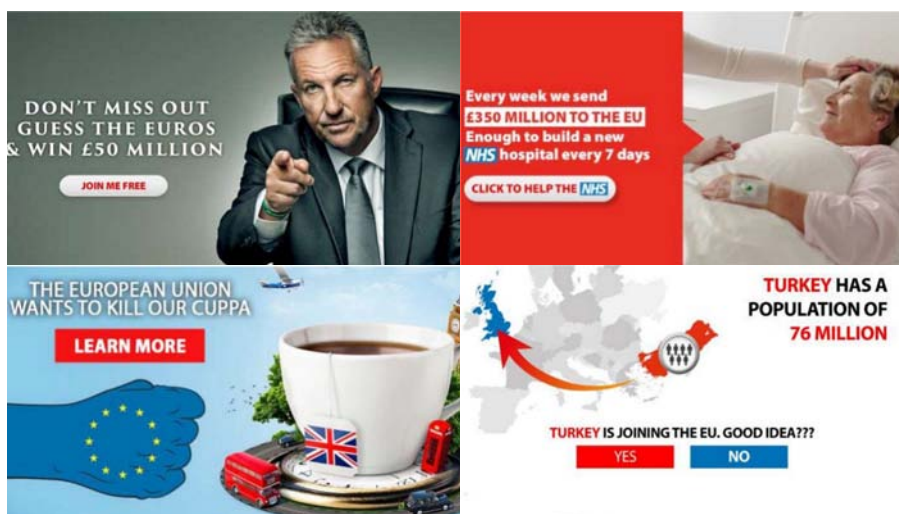 DON'T MISS OUT
GUESS THE EUROS
& WIN £50 MILLION
JOIN ME FREE
Every week we send
£350 MILLION TO THE EU
Enough to build a new
NHS hospital every 7 days
CLICK TO HELP THE NHS
THE EUROPEAN UNION
WANTS TO KILL OUR CUPPA
LEARN MORE
TURKEY HAS A
POPULATION OF
76 MILLION
TURKEY IS JOINING THE EU. GOOD IDEA???
YES
NO